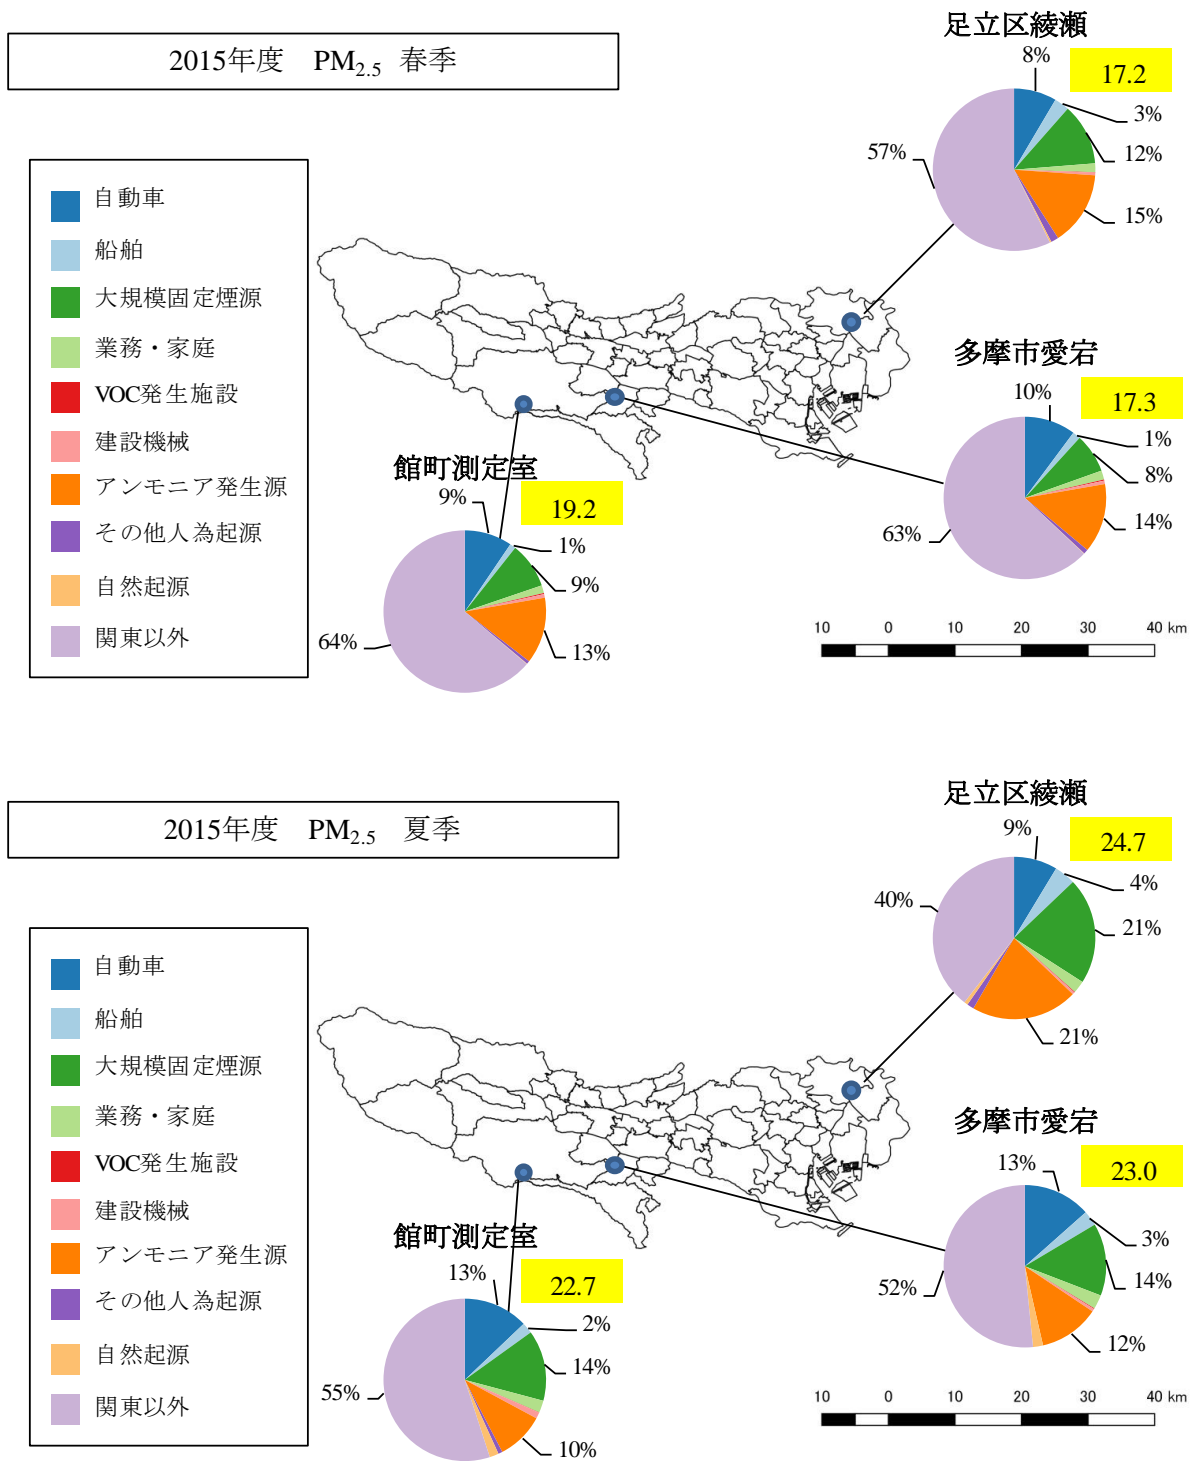 2015年度　PM2.5 春季
足立区綾瀬
17.2
8%
3%
12%
15%
57%
自動車
船舶
大規模固定煙源
業務・家庭
VOC発生施設
建設機械
アンモニア発生源
その他人為起源
自然起源
関東以外
多摩市愛宕
17.3
10%
1%
8%
14%
63%
館町測定室
19.2
9%
1%
9%
13%
64%
10 0 10 20 30 40 km
2015年度　PM2.5　夏季
足立区綾瀬
24.7
9%
4%
21%
21%
40%
自動車
船舶
大規模固定煙源
業務・家庭
VOC発生施設
建設機械
アンモニア発生源
その他人為起源
自然起源
関東以外
多摩市愛宕
23.0
13%
3%
14%
12%
52%
館町測定室
22.7
13%
2%
14%
10%
55%
10 0 10 20 30 40 km